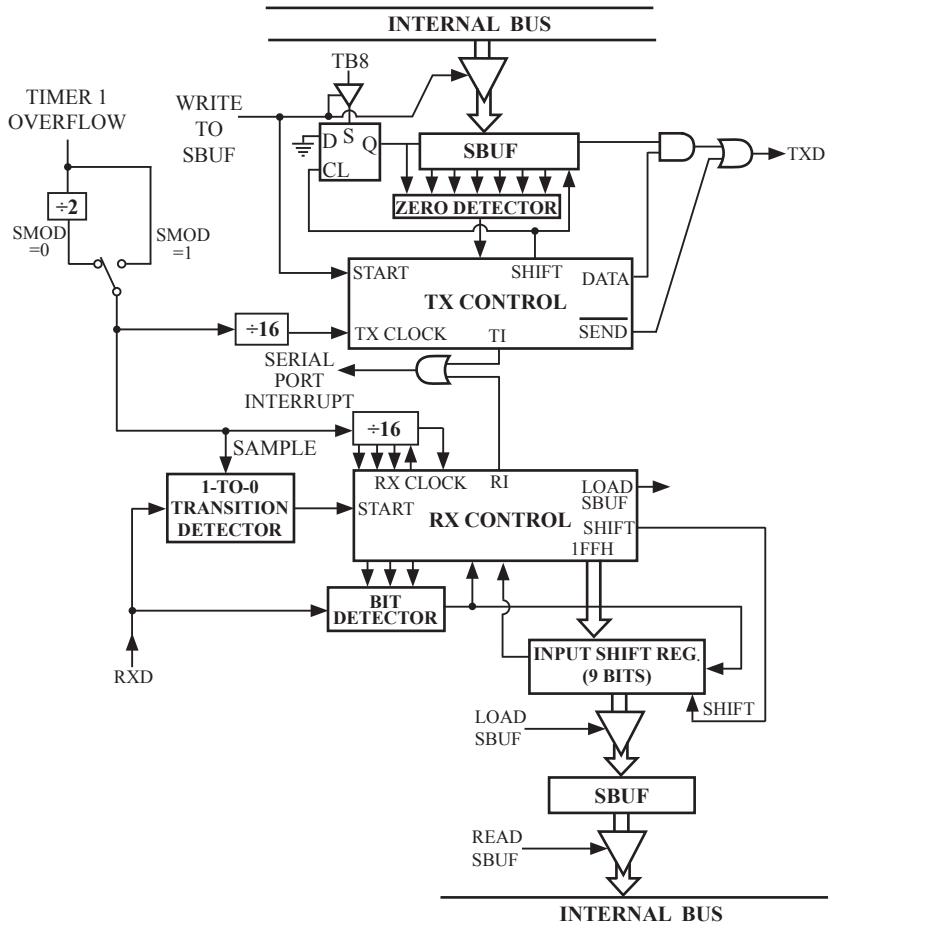 INTERNAL BUS
TB8
TIMER 1
OVERFLOW
WRITE
TO
SBUF
D S Q
CL
SBUF
TXD
÷2
ZERO DETECTOR
SMOD
=0
SMOD
=1
START
SHIFT
DATA
TX CONTROL
÷16
TX CLOCK
TI
SEND
SERIAL
PORT
INTERRUPT
÷16
SAMPLE
RX CLOCK
RI
1-TO-0
TRANSITION
DETECTOR
START
RX CONTROL
LOAD
SBUF
SHIFT
1FFH
BIT
DETECTOR
RXD
INPUT SHIFT REG.
(9 BITS)
SHIFT
LOAD
SBUF
SBUF
READ
SBUF
INTERNAL BUS